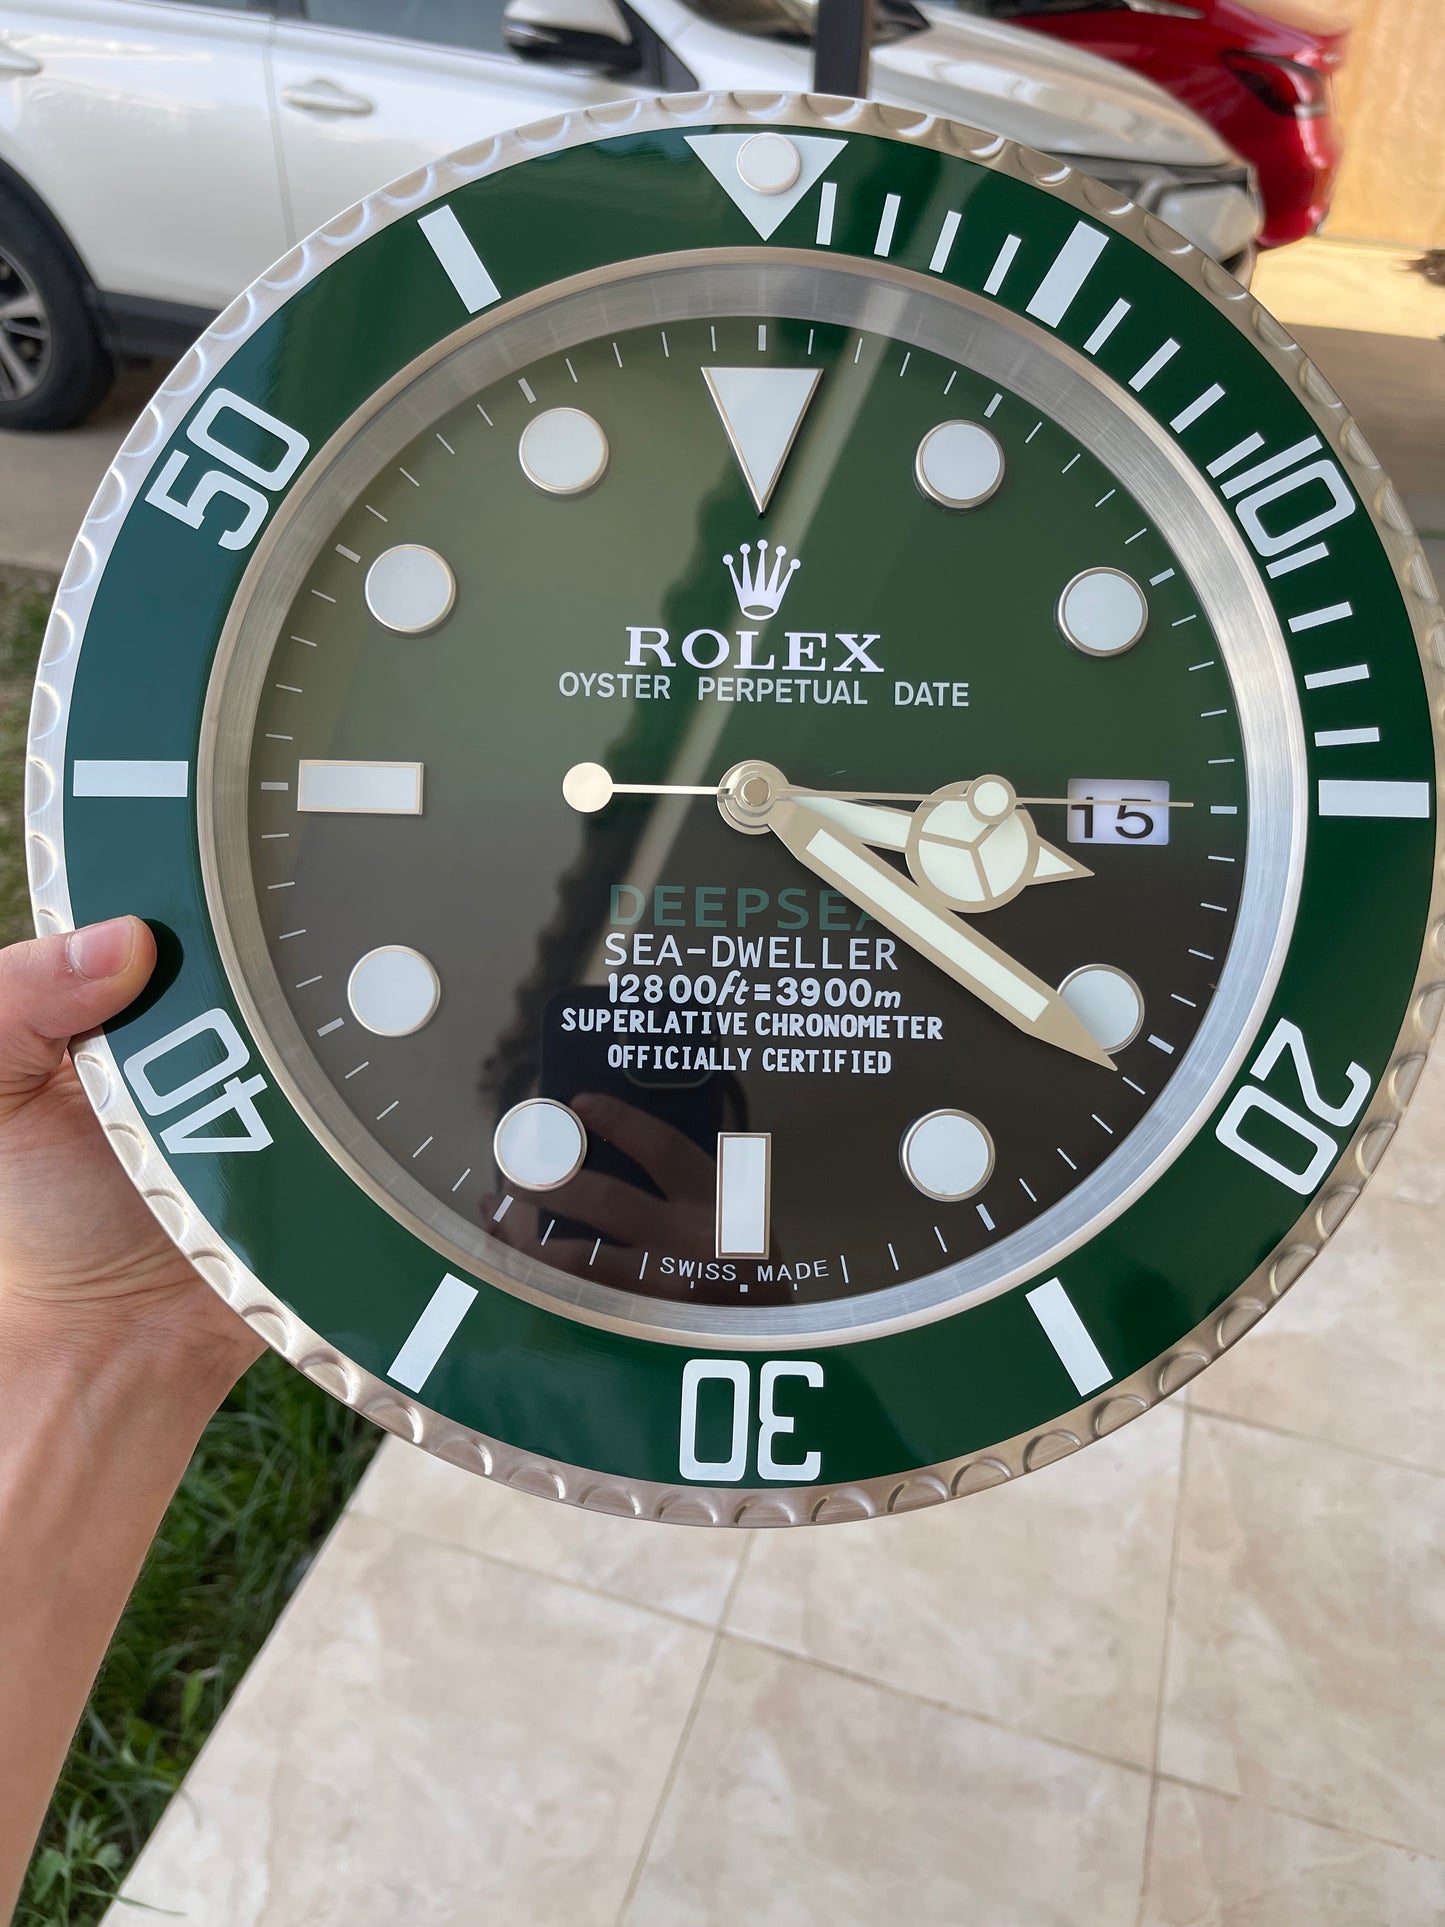 ROLEX
OYSTER PERPETUAL DATE
15
DEEPSEA
SEA-DWELLER
12800ft=3900m
SUPERLATIVE CHRONOMETER
OFFICIALLY CERTIFIED
SWISS MADE
10
20
30
40
50